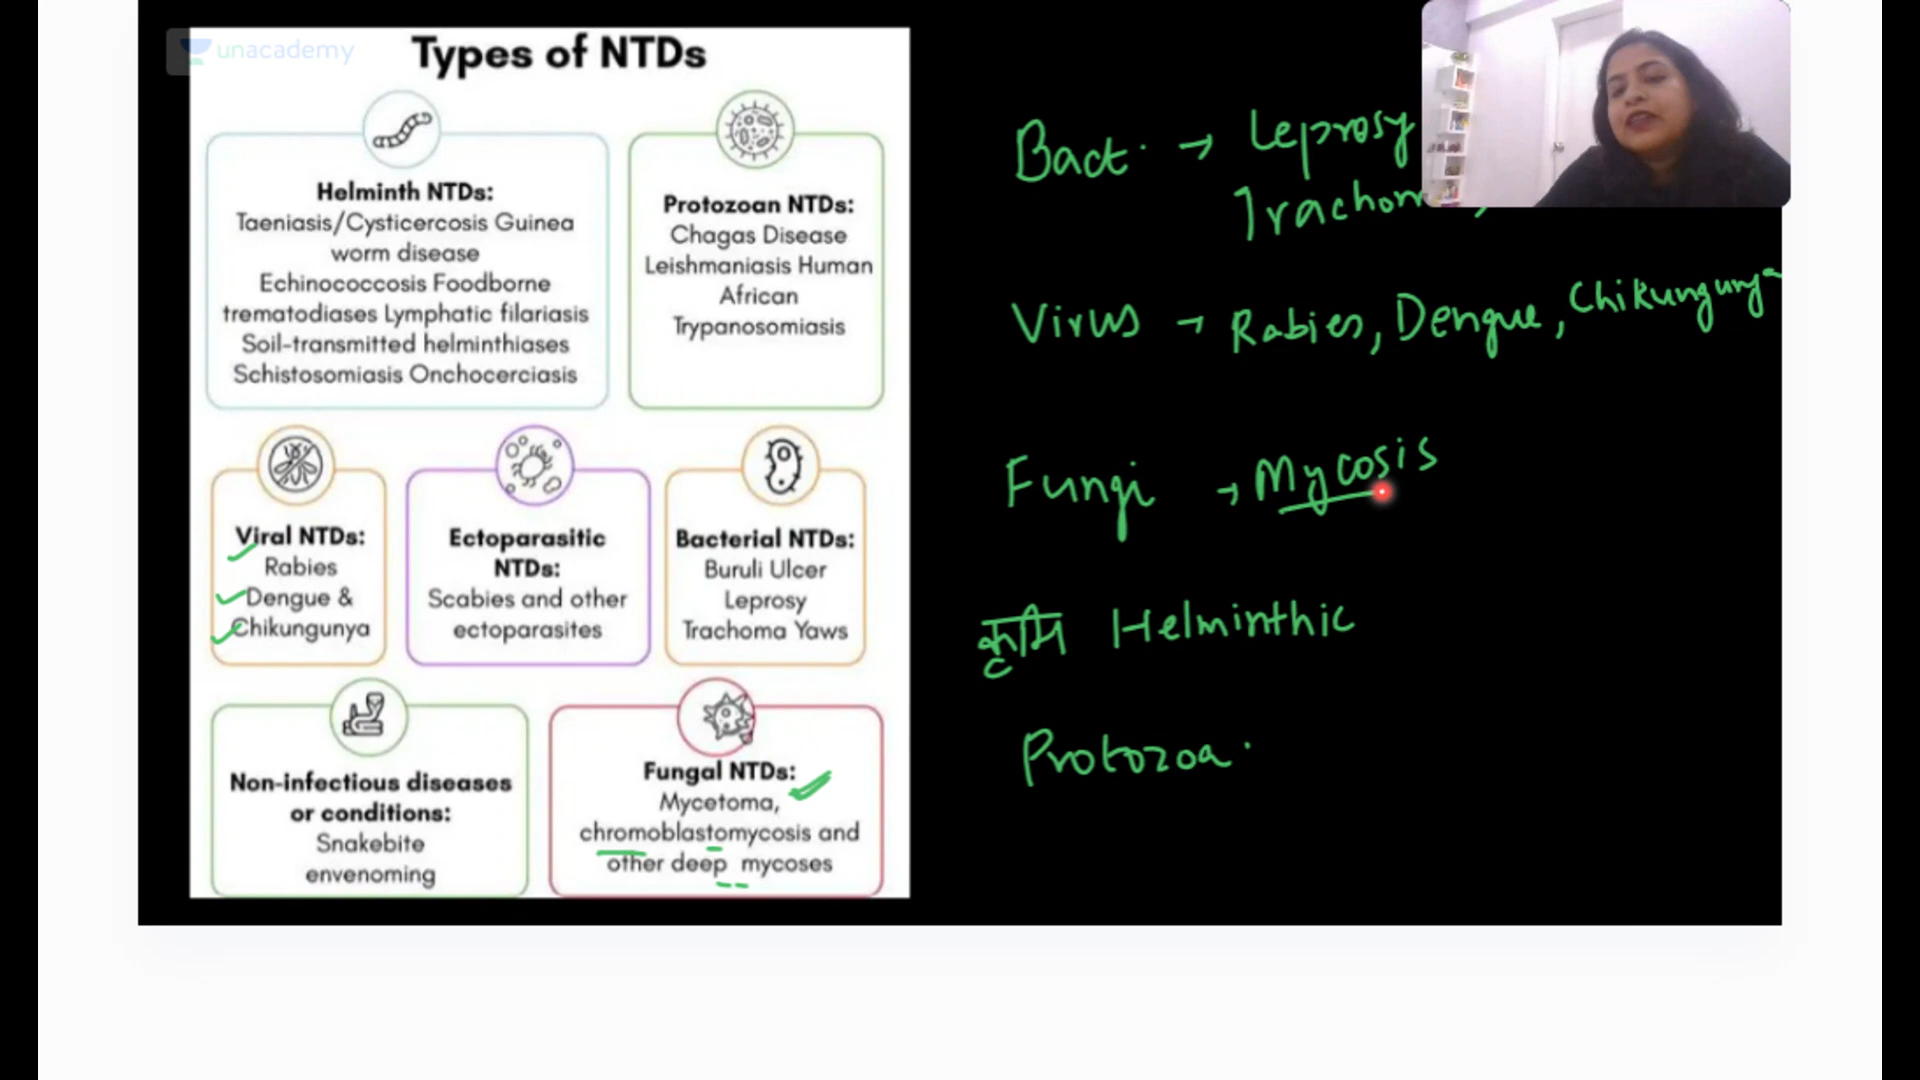 unacademy
Types of NTDs
Helminth NTDs:
Taeniasis/Cysticercosis Guinea
worm disease
Echinococcosis Foodborne
trematodiases Lymphatic filariasis
Soil-transmitted helminthiases
Schistosomiasis Onchocerciasis
Protozoan NTDs:
Chagas Disease
Leishmaniasis Human
African
Trypanosomiasis
Viral NTDs:
Rabies
Dengue &
Chikungunya
Ectoparasitic
NTDs:
Scabies and other
ectoparasites
Bacterial NTDs:
Buruli Ulcer
Leprosy
Trachoma Yaws
Non-infectious diseases
or conditions:
Snakebite
envenoming
Fungal NTDs:
Mycetoma,
chromoblastomycosis and
other deep mycoses
Bact. → Leprosy
Trachom
Virus → Rabies, Dengue, Chikungunya
Fungi → Mycosis
कृमि Helminthic
Protozoa.